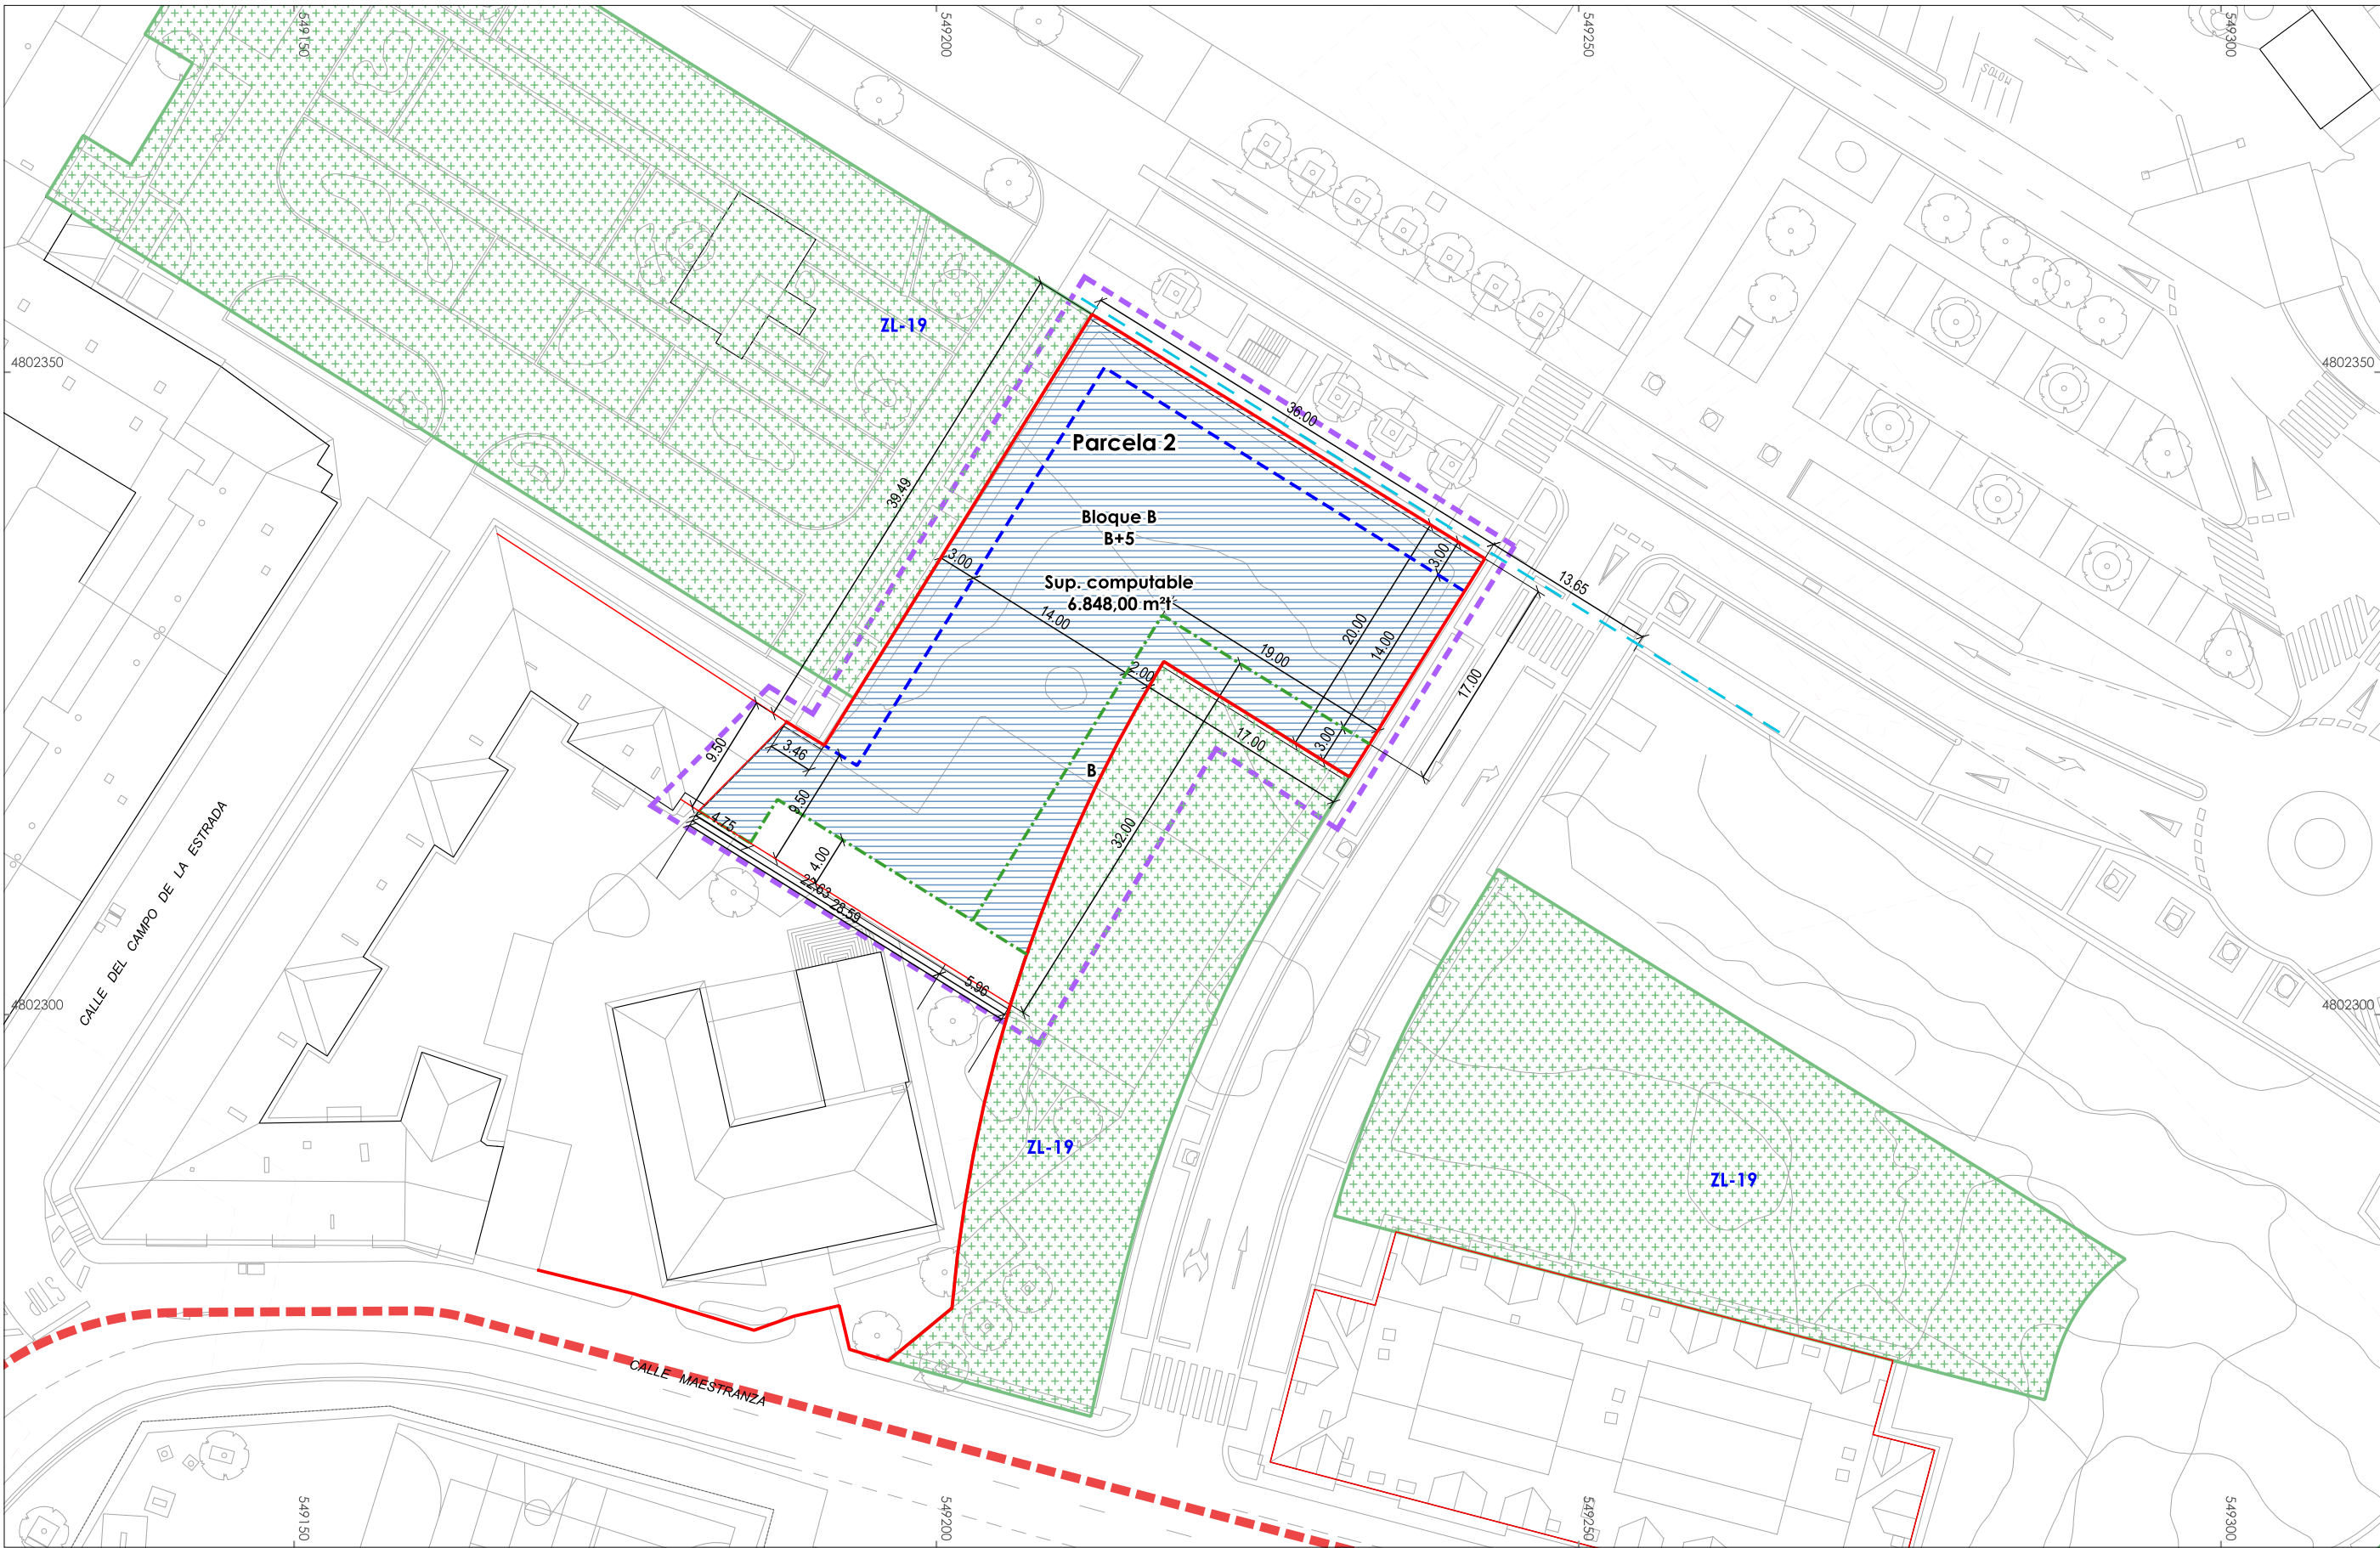 549150
549200
549250
549300
MOTOS
ZL-19
4802350
4802350
36.00
Parcela 2
39.49
Bloque B
B+5
3.00
3.00
13.65
Sup. computable
6.848,00 m²t
14.00
20.00
14.00
19.00
2.00
17.00
17.00
3.00
9.50
3.46
B
9.50
4.75
32.00
4.00
22.63
28.59
5.96
CALLE DEL CAMPO DE LA ESTRADA
4802300
4802300
ZL-19
ZL-19
STOP
CALLE MAESTRANZA
549150
549200
549250
549300